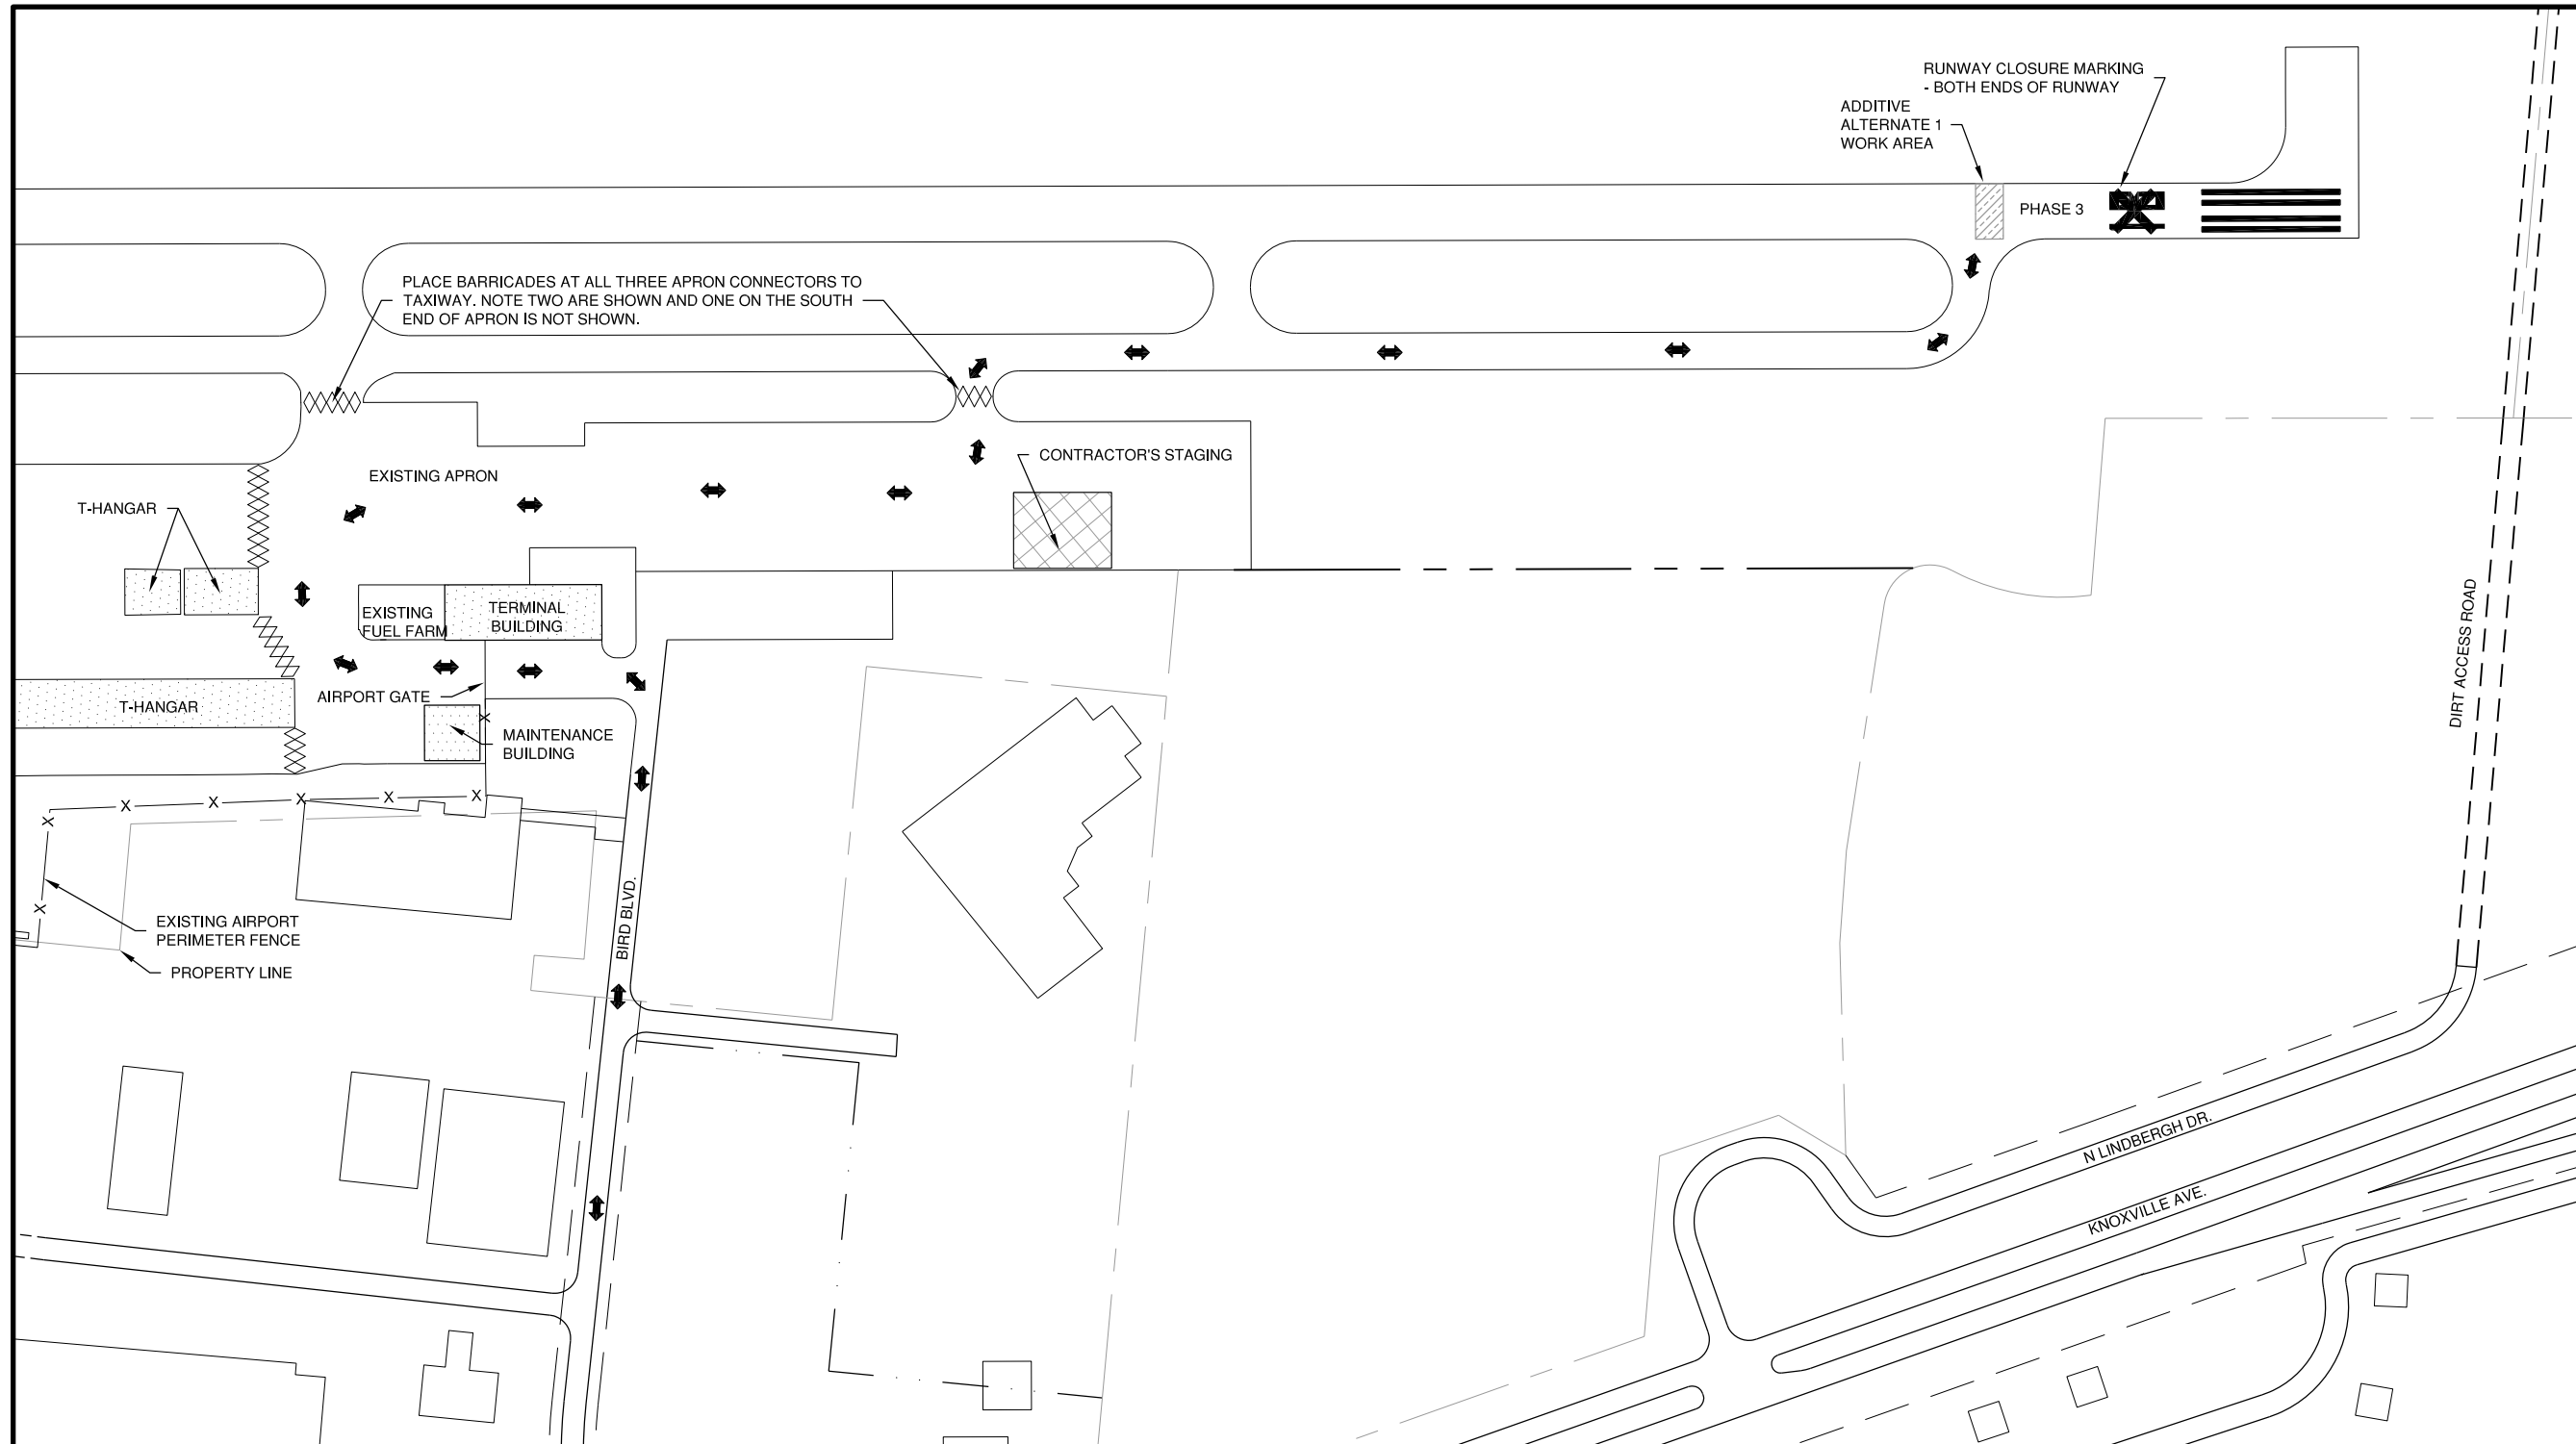 RUNWAY CLOSURE MARKING
- BOTH ENDS OF RUNWAY
ADDITIVE
ALTERNATE 1
WORK AREA
PHASE 3
PLACE BARRICADES AT ALL THREE APRON CONNECTORS TO
TAXIWAY. NOTE TWO ARE SHOWN AND ONE ON THE SOUTH
END OF APRON IS NOT SHOWN.
EXISTING APRON
CONTRACTOR'S STAGING
T-HANGAR
EXISTING
FUEL FARM
TERMINAL
BUILDING
AIRPORT GATE
T-HANGAR
X
MAINTENANCE
BUILDING
DIRT ACCESS ROAD
X X X X X
X
X
EXISTING AIRPORT
PERIMETER FENCE
PROPERTY LINE
BIRD BLVD.
N LINDBERGH DR.
KNOXVILLE AVE.